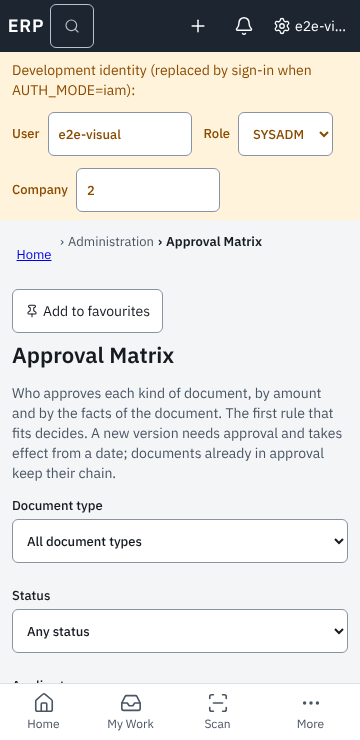 ERP
e2e-vi...
Development identity (replaced by sign-in when
AUTH_MODE=iam):
User e2e-visual Role SYSADM
Company 2
Home › Administration › Approval Matrix
Add to favourites
Approval Matrix
Who approves each kind of document, by amount
and by the facts of the document. The first rule that
fits decides. A new version needs approval and takes
effect from a date; documents already in approval
keep their chain.
Document type
All document types
Status
Any status
Home My Work Scan More